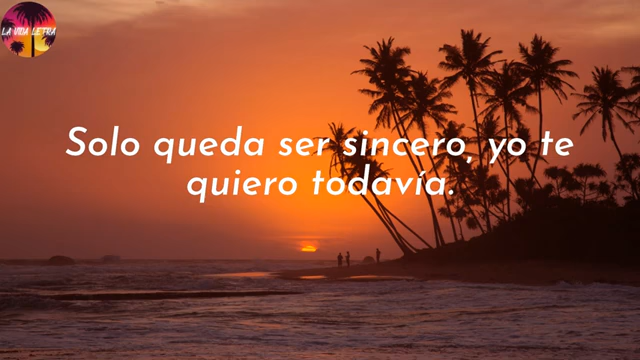 LA VIDA LETRA
Solo queda ser sincero, yo te
quiero todavía.